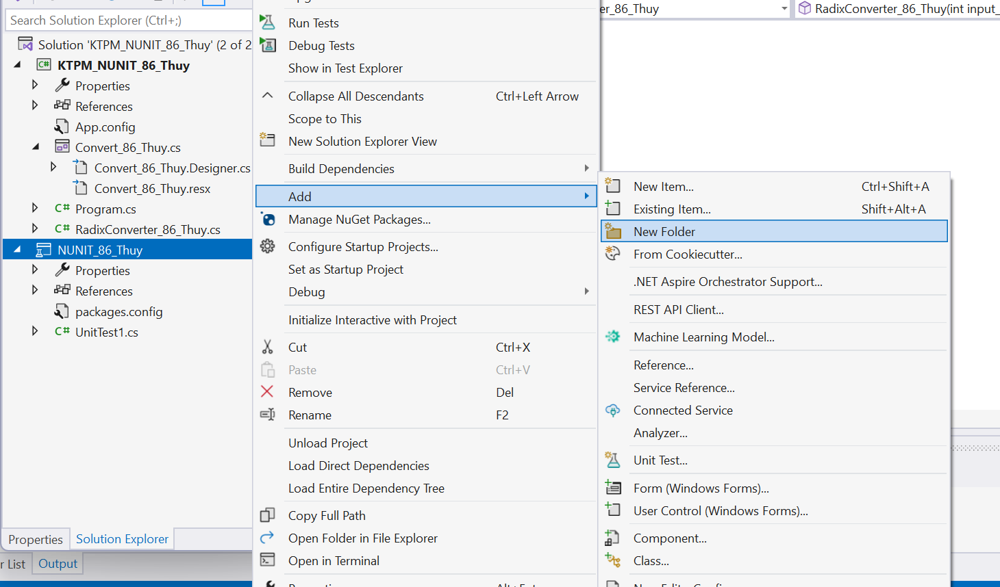 er_86_Thuy
RadixConverter_86_Thuy(int input_
Search Solution Explorer (Ctrl+;)
Solution 'KTPM_NUNIT_86_Thuy' (2 of 2
KTPM_NUNIT_86_Thuy
Properties
References
App.config
Convert_86_Thuy.cs
Convert_86_Thuy.Designer.cs
Convert_86_Thuy.resx
Program.cs
RadixConverter_86_Thuy.cs
NUNIT_86_Thuy
Properties
References
packages.config
UnitTest1.cs
Properties
Solution Explorer
r List
Output
Run Tests
Debug Tests
Show in Test Explorer
Collapse All Descendants Ctrl+Left Arrow
Scope to This
New Solution Explorer View
Build Dependencies
Add
Manage NuGet Packages...
Configure Startup Projects...
Set as Startup Project
Debug
Initialize Interactive with Project
Cut Ctrl+X
Paste Ctrl+V
Remove Del
Rename F2
Unload Project
Load Direct Dependencies
Load Entire Dependency Tree
Copy Full Path
Open Folder in File Explorer
Open in Terminal
New Item... Ctrl+Shift+A
Existing Item... Shift+Alt+A
New Folder
From Cookiecutter...
.NET Aspire Orchestrator Support...
REST API Client...
Machine Learning Model...
Reference...
Service Reference...
Connected Service
Analyzer...
Unit Test...
Form (Windows Forms)...
User Control (Windows Forms)...
Component...
Class...